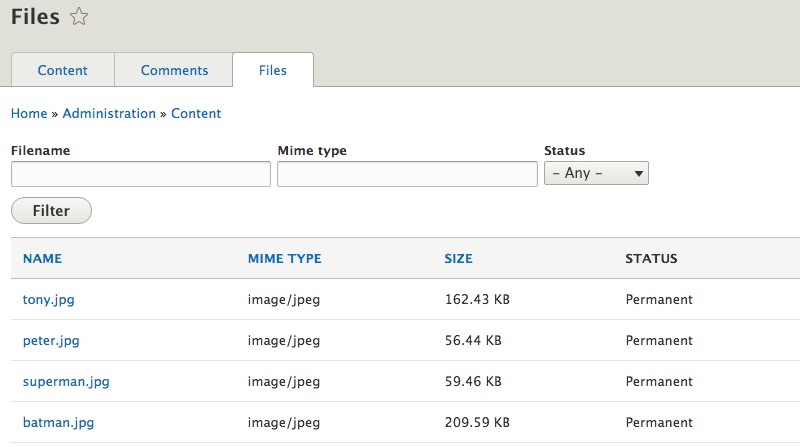 Files
Content Comments Files
Home » Administration » Content
Filename Mime type Status
- Any -
Filter
NAME MIME TYPE SIZE STATUS
tony.jpg image/jpeg 162.43 KB Permanent
peter.jpg image/jpeg 56.44 KB Permanent
superman.jpg image/jpeg 59.46 KB Permanent
batman.jpg image/jpeg 209.59 KB Permanent